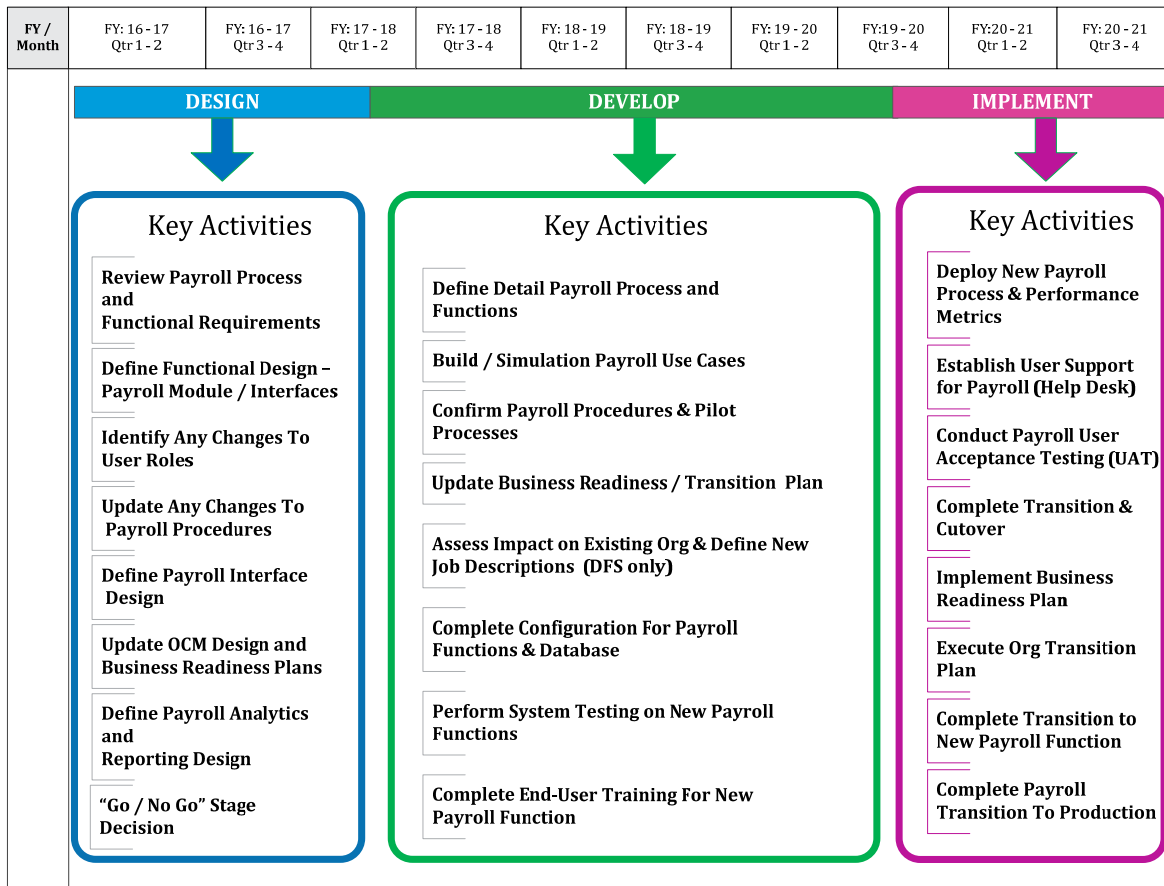 FY /
Month
FY: 16 - 17
Qtr 1 - 2
FY: 16 - 17
Qtr 3 - 4
FY: 17 - 18
Qtr 1 - 2
FY: 17 - 18
Qtr 3 - 4
FY: 18 - 19
Qtr 1 - 2
FY: 18 - 19
Qtr 3 - 4
FY: 19 - 20
Qtr 1 - 2
FY:19 - 20
Qtr 3 - 4
FY:20 - 21
Qtr 1 - 2
FY: 20 - 21
Qtr 3 - 4
DESIGN
DEVELOP
IMPLEMENT
Key Activities
Review Payroll Process
and
Functional Requirements
Define Functional Design –
Payroll Module / Interfaces
Identify Any Changes To
User Roles
Update Any Changes To
Payroll Procedures
Define Payroll Interface
Design
Update OCM Design and
Business Readiness Plans
Define Payroll Analytics
and
Reporting Design
“Go / No Go” Stage
Decision
Key Activities
Define Detail Payroll Process and
Functions
Build / Simulation Payroll Use Cases
Confirm Payroll Procedures & Pilot
Processes
Update Business Readiness / Transition Plan
Assess Impact on Existing Org & Define New
Job Descriptions (DFS only)
Complete Configuration For Payroll
Functions & Database
Perform System Testing on New Payroll
Functions
Complete End-User Training For New
Payroll Function
Key Activities
Deploy New Payroll
Process & Performance
Metrics
Establish User Support
for Payroll (Help Desk)
Conduct Payroll User
Acceptance Testing (UAT)
Complete Transition &
Cutover
Implement Business
Readiness Plan
Execute Org Transition
Plan
Complete Transition to
New Payroll Function
Complete Payroll
Transition To Production